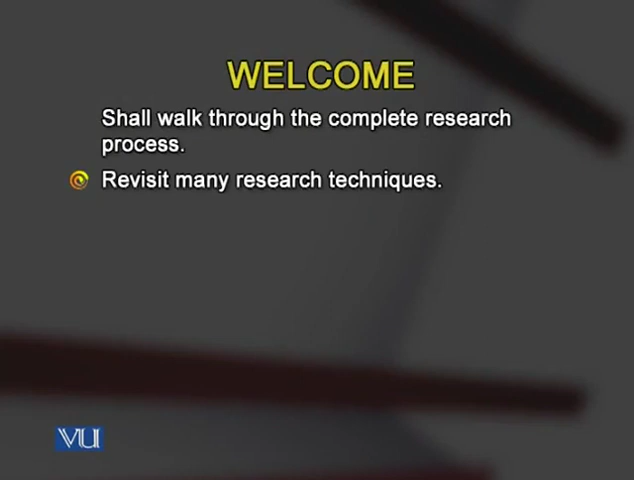 WELCOME
Shall walk through the complete research
process.
Revisit many research techniques.
VU